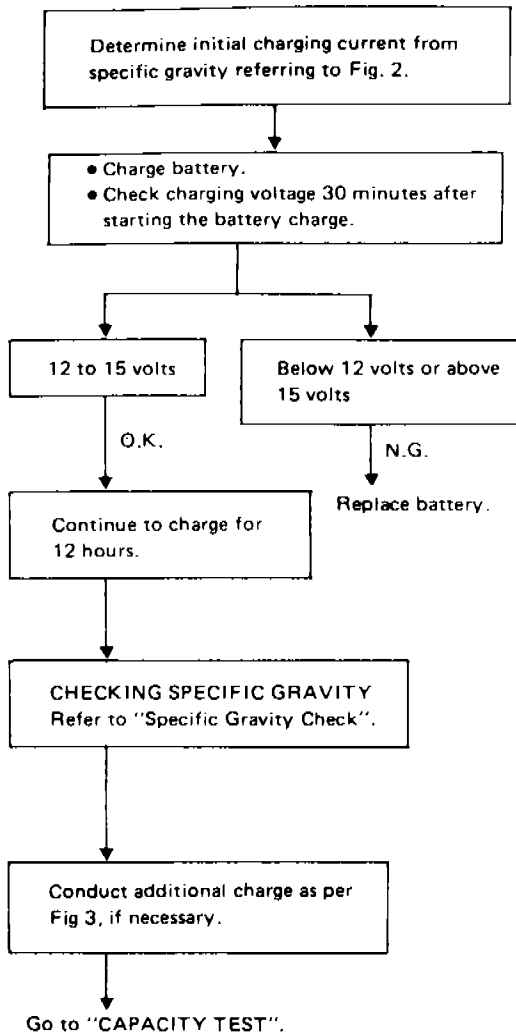 Determine initial charging current from
specific gravity referring to Fig. 2.
• Charge battery.
• Check charging voltage 30 minutes after
starting the battery charge.
12 to 15 volts
Below 12 volts or above
15 volts
O.K.
N.G.
Replace battery.
Continue to charge for
12 hours.
CHECKING SPECIFIC GRAVITY
Refer to "Specific Gravity Check".
Conduct additional charge as per
Fig 3, if necessary.
Go to "CAPACITY TEST".